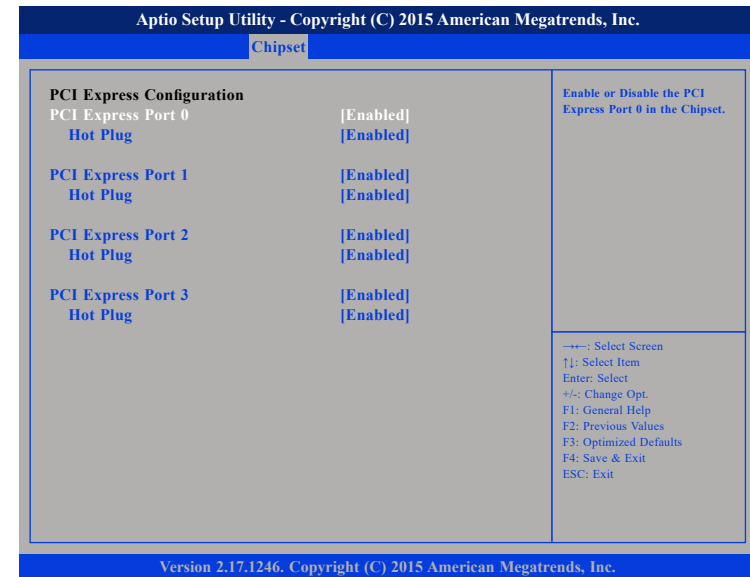 Aptio Setup Utility - Copyright (C) 2015 American Megatrends, Inc.
Chipset
PCI Express Configuration
PCI Express Port 0 [Enabled]
Hot Plug [Enabled]
PCI Express Port 1 [Enabled]
Hot Plug [Enabled]
PCI Express Port 2 [Enabled]
Hot Plug [Enabled]
PCI Express Port 3 [Enabled]
Hot Plug [Enabled]
Enable or Disable the PCI
Express Port 0 in the Chipset.
→←: Select Screen
↑↓: Select Item
Enter: Select
+/-: Change Opt.
F1: General Help
F2: Previous Values
F3: Optimized Defaults
F4: Save & Exit
ESC: Exit
Version 2.17.1246. Copyright (C) 2015 American Megatrends, Inc.